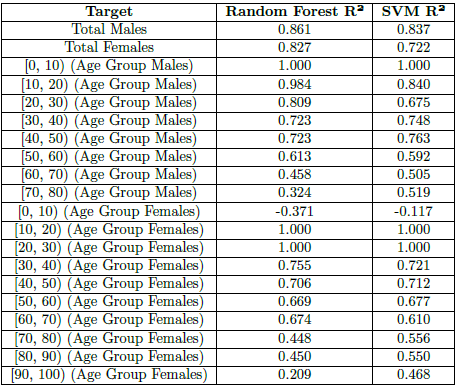 Target Random Forest R² SVM R²
Total Males 0.861 0.837
Total Females 0.827 0.722
[0, 10) (Age Group Males) 1.000 1.000
[10, 20) (Age Group Males) 0.984 0.840
[20, 30) (Age Group Males) 0.809 0.675
[30, 40) (Age Group Males) 0.723 0.748
[40, 50) (Age Group Males) 0.723 0.763
[50, 60) (Age Group Males) 0.613 0.592
[60, 70) (Age Group Males) 0.458 0.505
[70, 80) (Age Group Males) 0.324 0.519
[0, 10) (Age Group Females) -0.371 -0.117
[10, 20) (Age Group Females) 1.000 1.000
[20, 30) (Age Group Females) 1.000 1.000
[30, 40) (Age Group Females) 0.755 0.721
[40, 50) (Age Group Females) 0.706 0.712
[50, 60) (Age Group Females) 0.669 0.677
[60, 70) (Age Group Females) 0.674 0.610
[70, 80) (Age Group Females) 0.448 0.556
[80, 90) (Age Group Females) 0.450 0.550
[90, 100) (Age Group Females) 0.209 0.468